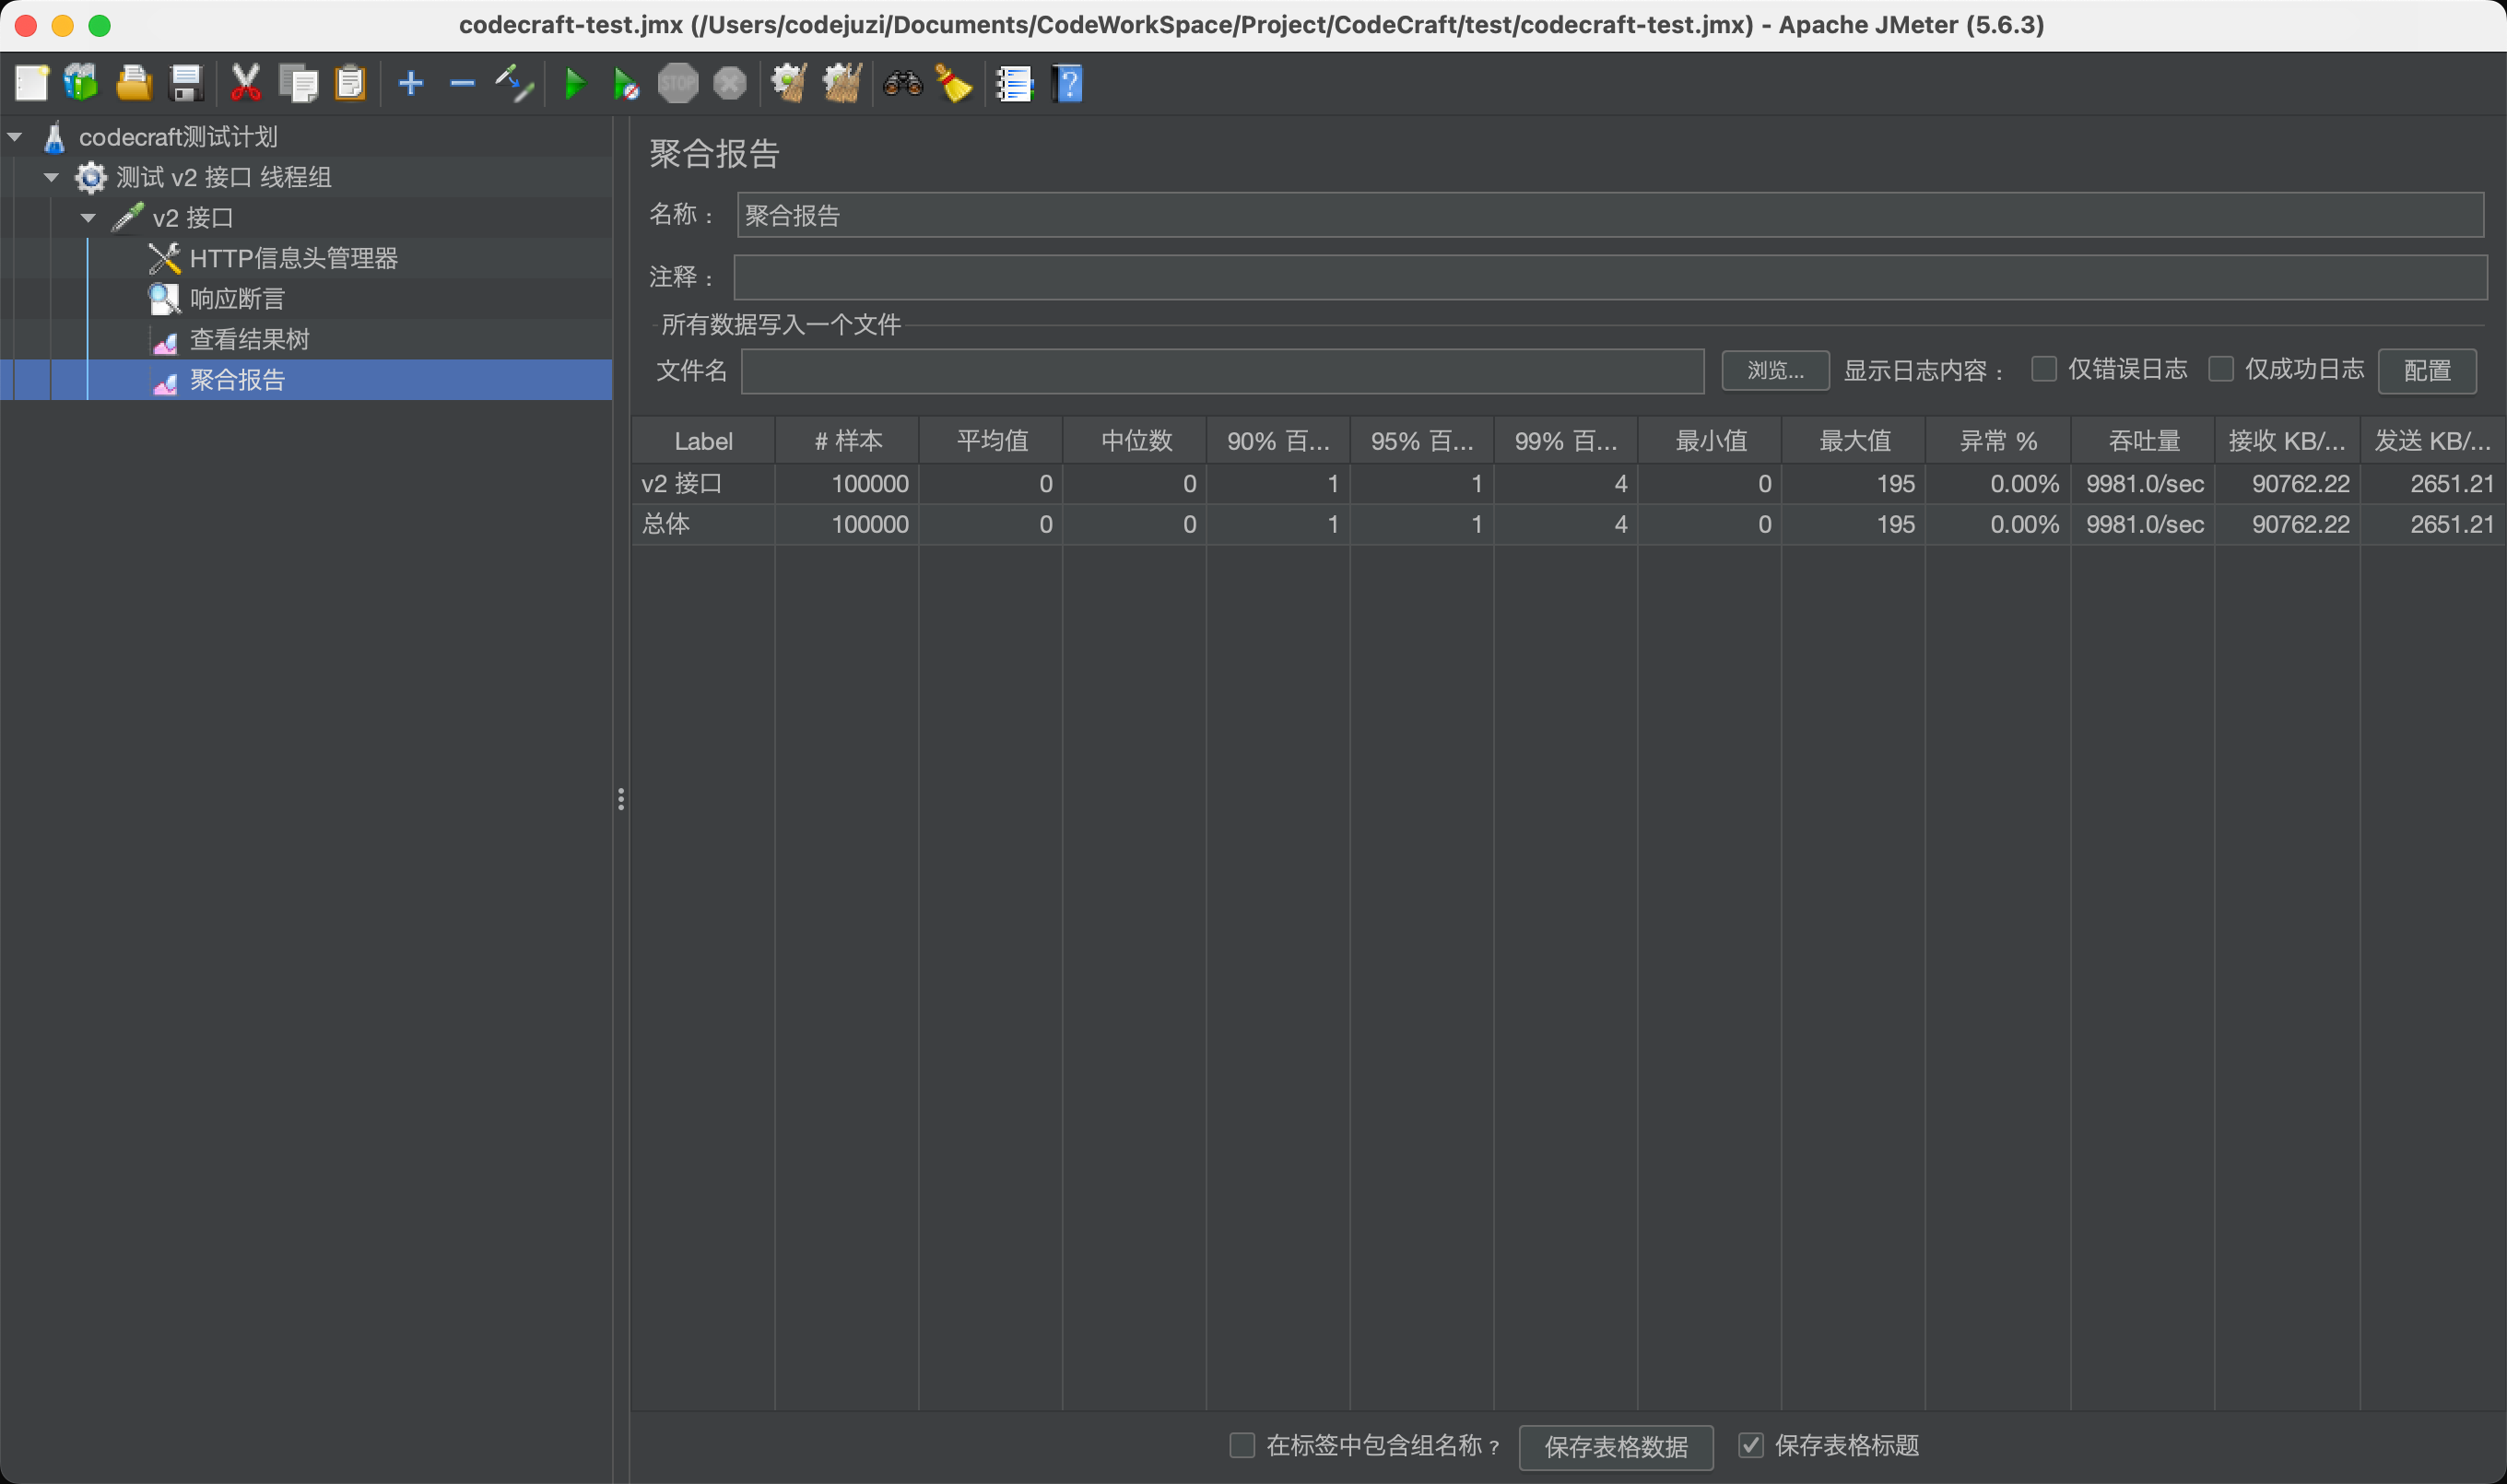 codecraft-test.jmx (/Users/codejuzi/Documents/CodeWorkSpace/Project/CodeCraft/test/codecraft-test.jmx) - Apache JMeter (5.6.3)
STOP
?
codecraft测试计划
测试 v2 接口 线程组
v2 接口
HTTP信息头管理器
响应断言
查看结果树
聚合报告
聚合报告
名称： 聚合报告
注释：
所有数据写入一个文件
文件名 浏览... 显示日志内容： 仅错误日志 仅成功日志 配置
Label # 样本 平均值 中位数 90% 百... 95% 百... 99% 百... 最小值 最大值 异常 % 吞吐量 接收 KB/... 发送 KB/...
v2 接口 100000 0 0 1 1 4 0 195 0.00% 9981.0/sec 90762.22 2651.21
总体 100000 0 0 1 1 4 0 195 0.00% 9981.0/sec 90762.22 2651.21
在标签中包含组名称？ 保存表格数据 保存表格标题